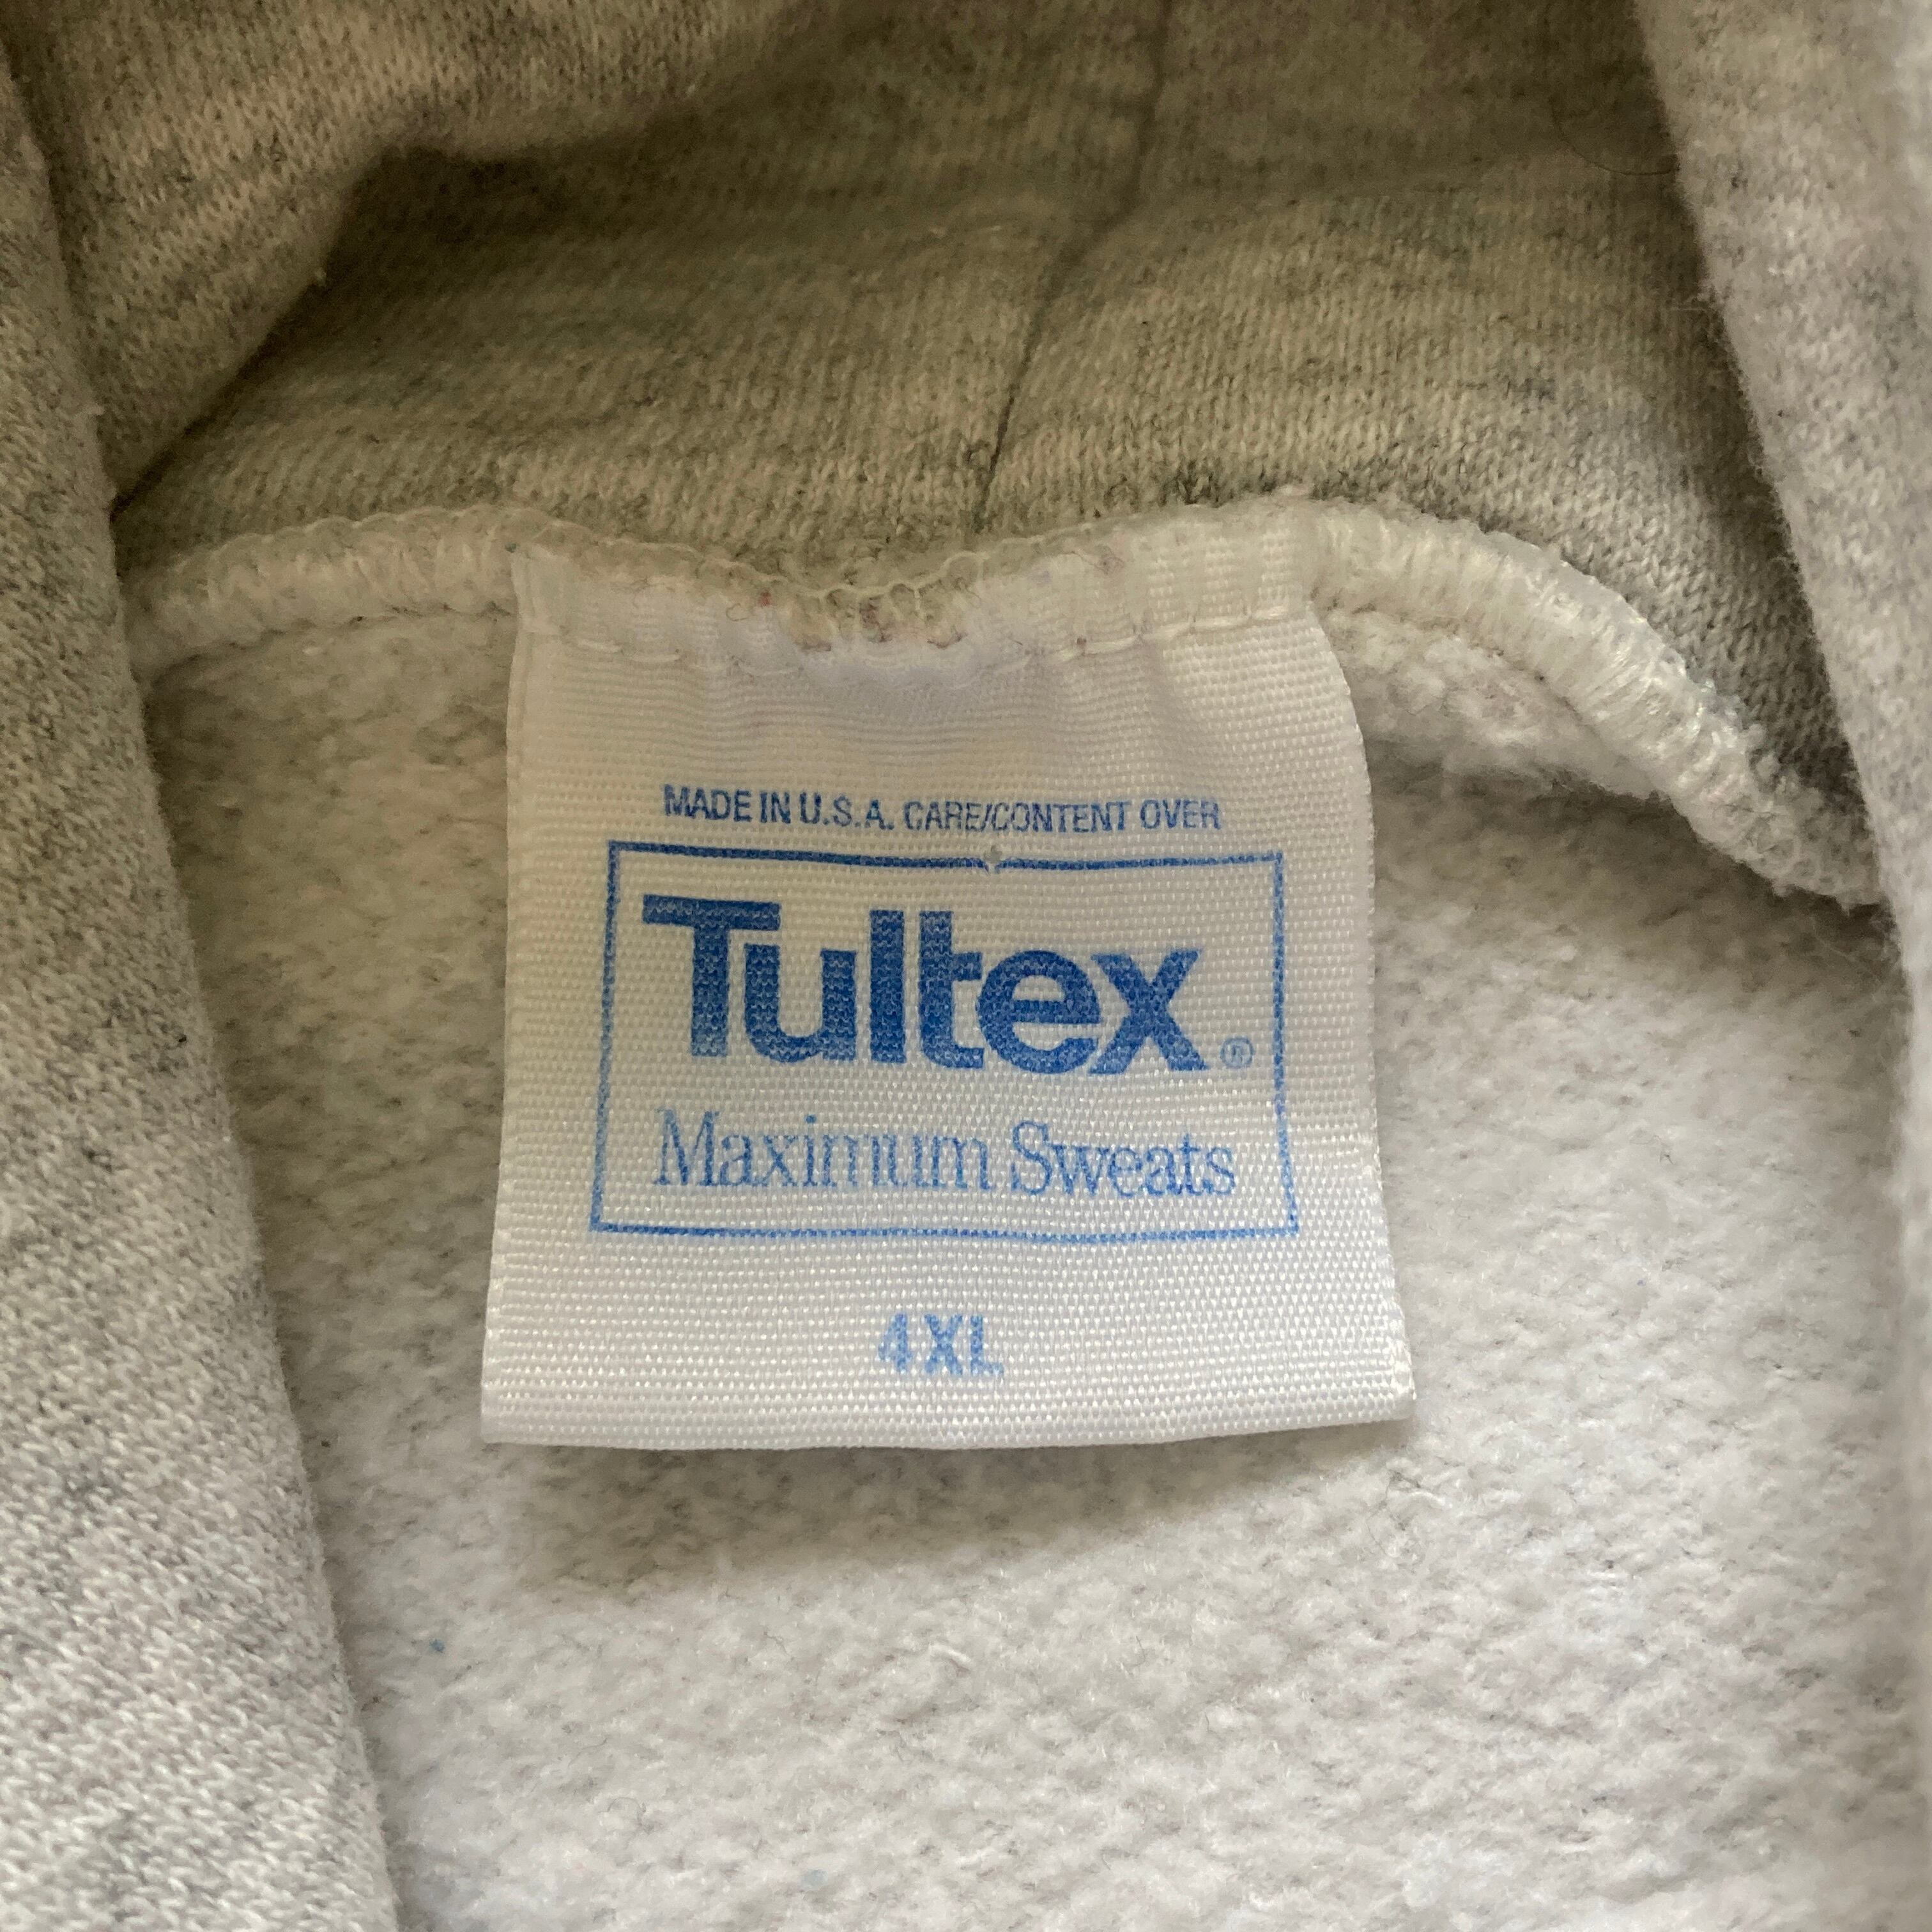 MADE IN U.S.A. CARE/CONTENT OVER
Tultex®
Maximum Sweats
4XL